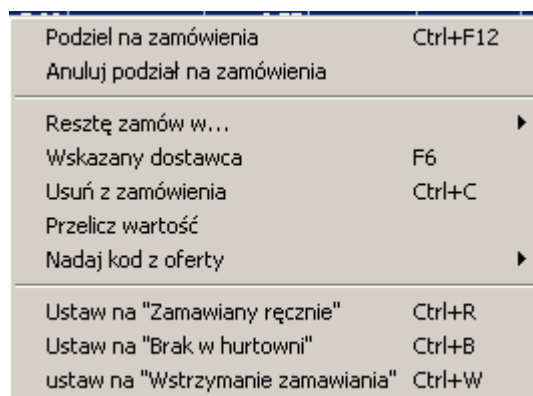 Podziel na zamówienia Ctrl+F12
Anuluj podział na zamówienia
Resztę zamów w...
Wskazany dostawca F6
Usuń z zamówienia Ctrl+C
Przelicz wartość
Nadaj kod z oferty
Ustaw na "Zamawiany ręcznie" Ctrl+R
Ustaw na "Brak w hurtowni" Ctrl+B
ustaw na "Wstrzymanie zamawiania" Ctrl+W